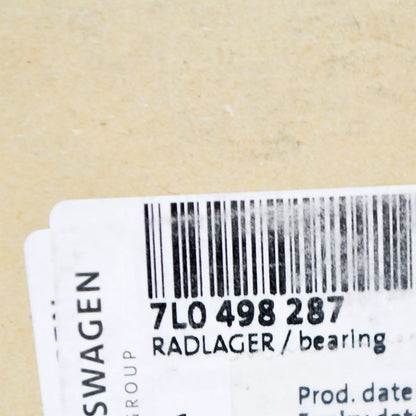 7L0 498 287
RADLAGER / bearing
Prod. date
SWAGEN
GROUP